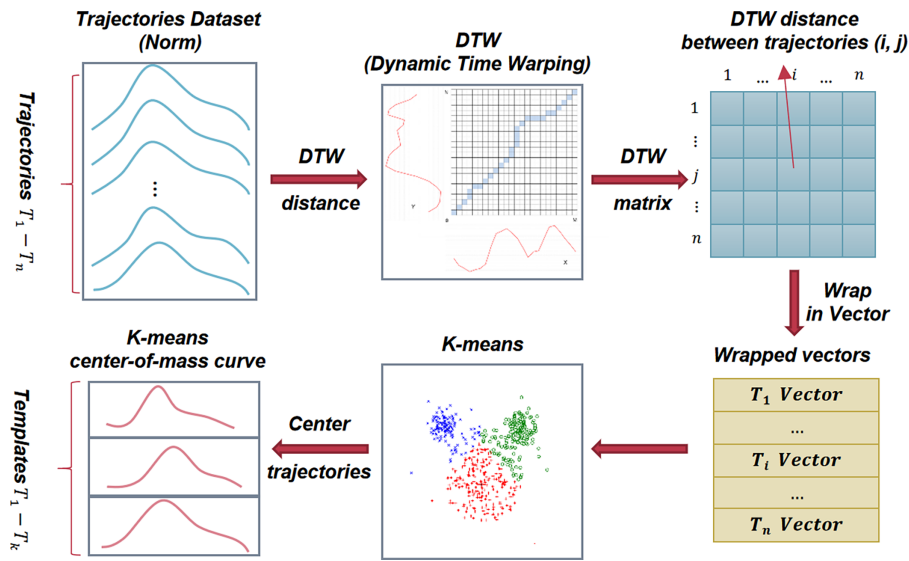 Trajectories Dataset
(Norm)
Trajectories T₁ − Tₙ
⋮
DTW
distance
DTW
(Dynamic Time Warping)
Y
X
DTW
matrix
DTW distance
between trajectories (i, j)
1 ... i ... n
1
⋮
j
⋮
n
Wrap
in Vector
Wrapped vectors
T₁ Vector
...
Tᵢ Vector
...
Tₙ Vector
K-means
Center
trajectories
K-means
center-of-mass curve
Templates T₁ − Tₖ